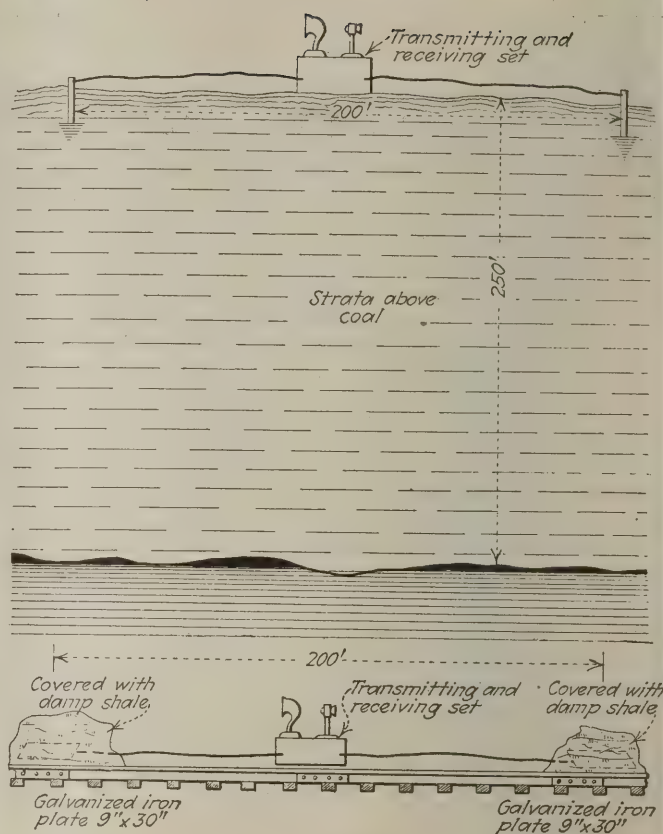 Transmitting and
receiving set
200'
250'
Strata above
coal
200'
Covered with
damp shale
Transmitting and
receiving set
Covered with
damp shale
Galvanized iron
plate 9"x30"
Galvanized iron
plate 9"x30"